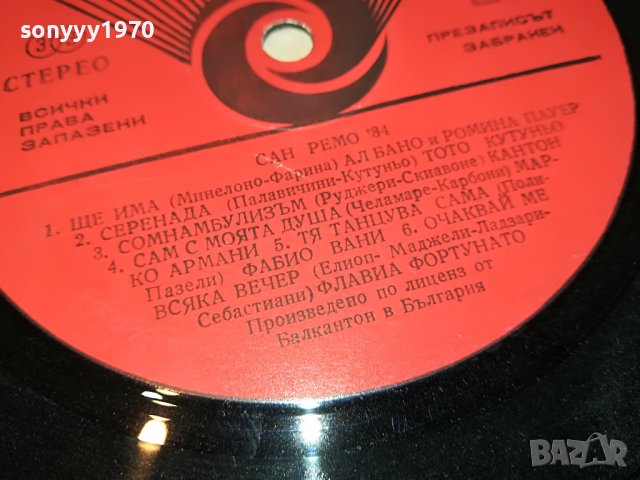 sonyyy1970
СТЕРЕО
ВСИЧКИ
ПРАВА
ЗАПАЗЕНИ
ПРЕЗАПИСЪТ
ЗАБРАНЕН
САН РЕМО '84
1. ЩЕ ИМА (Минелоно-Фарина) АЛ БАНО и РОМИНА ПАУЕР
2. СЕРЕНАДА (Палавичини-Кутуньо) ТОТО КУТУНЬО
3. СОМНАМБУЛИЗЪМ (Руджери-Скиавоне) КАНТОН
4. САМ С МОЯТА ДУША (Челамаре-Карбони) МАР-
КО АРМАНИ 5. ТЯ ТАНЦУВА САМА (Поли-
Пазели) ФАБИО ВАНИ 6. ОЧАКВАЙ МЕ
ВСЯКА ВЕЧЕР (Елиоп- Маджели-Ладзари-
Себастиани) ФЛАВИА ФОРТУНАТО
Произведено по лиценз от
Балкантон в България
BAZAR